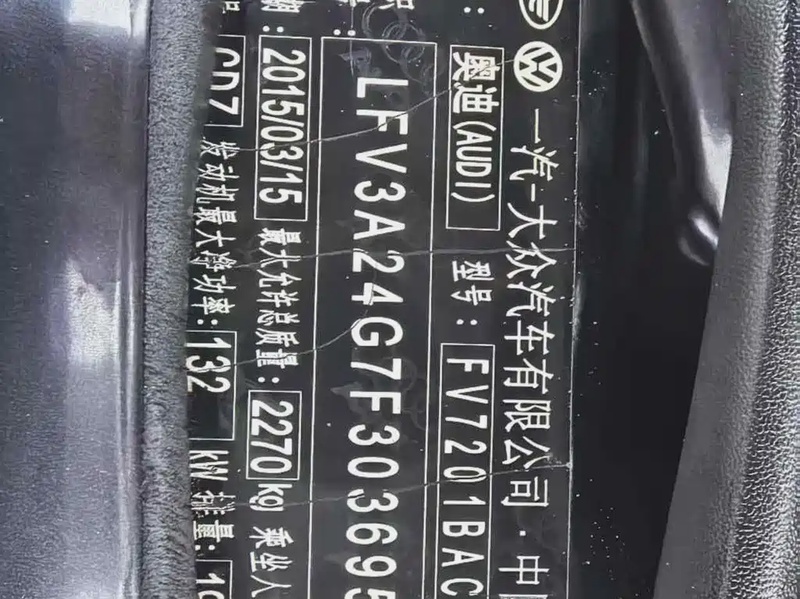 一汽-大众汽车有限公司·中
奥迪(AUDI) 型号: FV7201BAC
LFV3A24G7F303695
2015/03/15 最大允许总质量: 2270 kg 乘坐人
发动机最大净功率: 132 kW 排量: